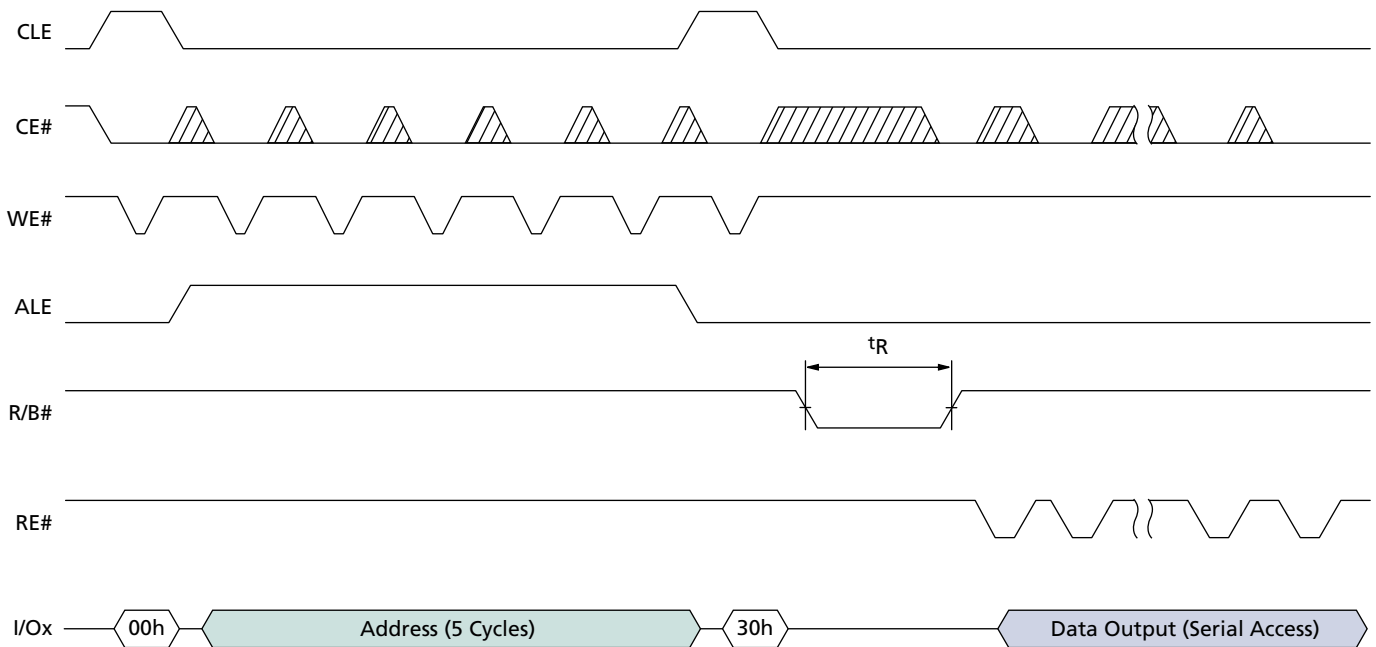 CLE
CE#
WE#
ALE
tR
R/B#
RE#
I/Ox 00h Address (5 Cycles) 30h Data Output (Serial Access)